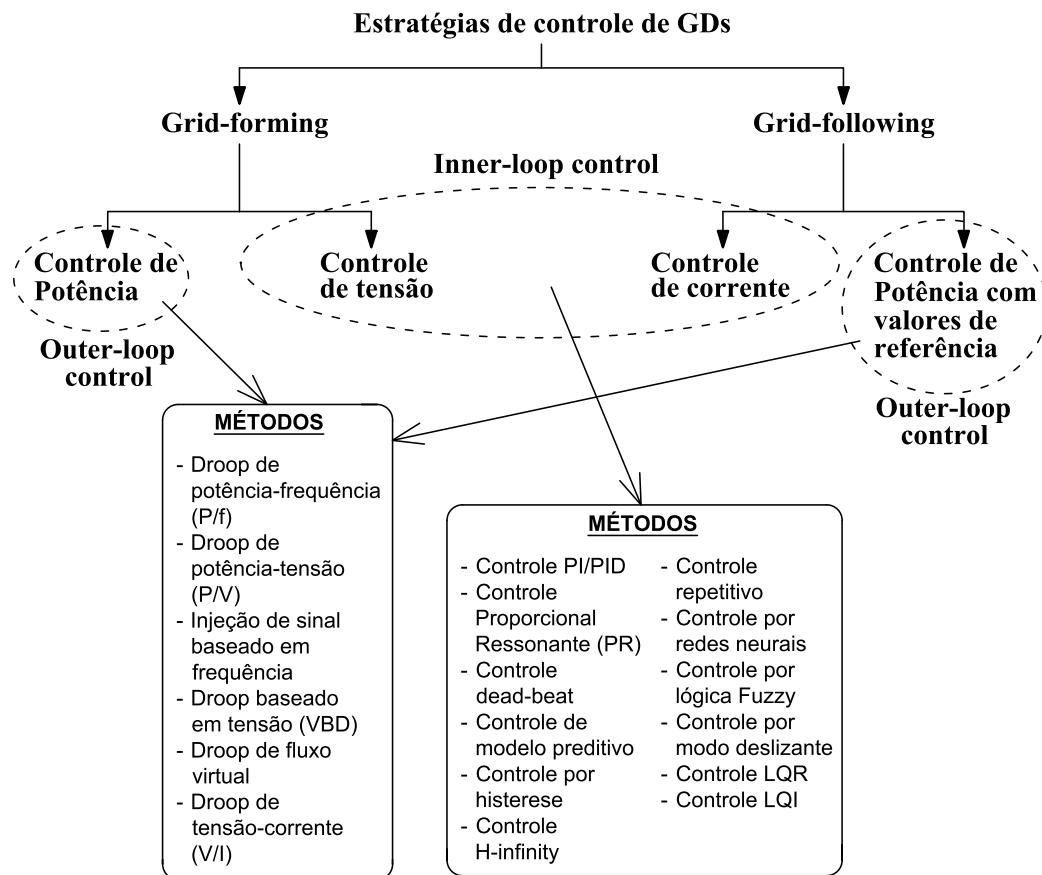 Estratégias de controle de GDs
Grid-forming
Grid-following
Inner-loop control
Controle de
Potência
Controle
de tensão
Controle
de corrente
Controle de
Potência com
valores de
referência
Outer-loop
control
Outer-loop
control
MÉTODOS
- Droop de
potência-frequência
(P/f)
- Droop de
potência-tensão
(P/V)
- Injeção de sinal
baseado em
frequência
- Droop baseado
em tensão (VBD)
- Droop de fluxo
virtual
- Droop de
tensão-corrente
(V/I)
MÉTODOS
- Controle PI/PID
- Controle
Proporcional
Ressonante (PR)
- Controle
dead-beat
- Controle de
modelo preditivo
- Controle por
histerese
- Controle
H-infinity
- Controle
repetitivo
- Controle por
redes neurais
- Controle por
lógica Fuzzy
- Controle por
modo deslizante
- Controle LQR
- Controle LQI